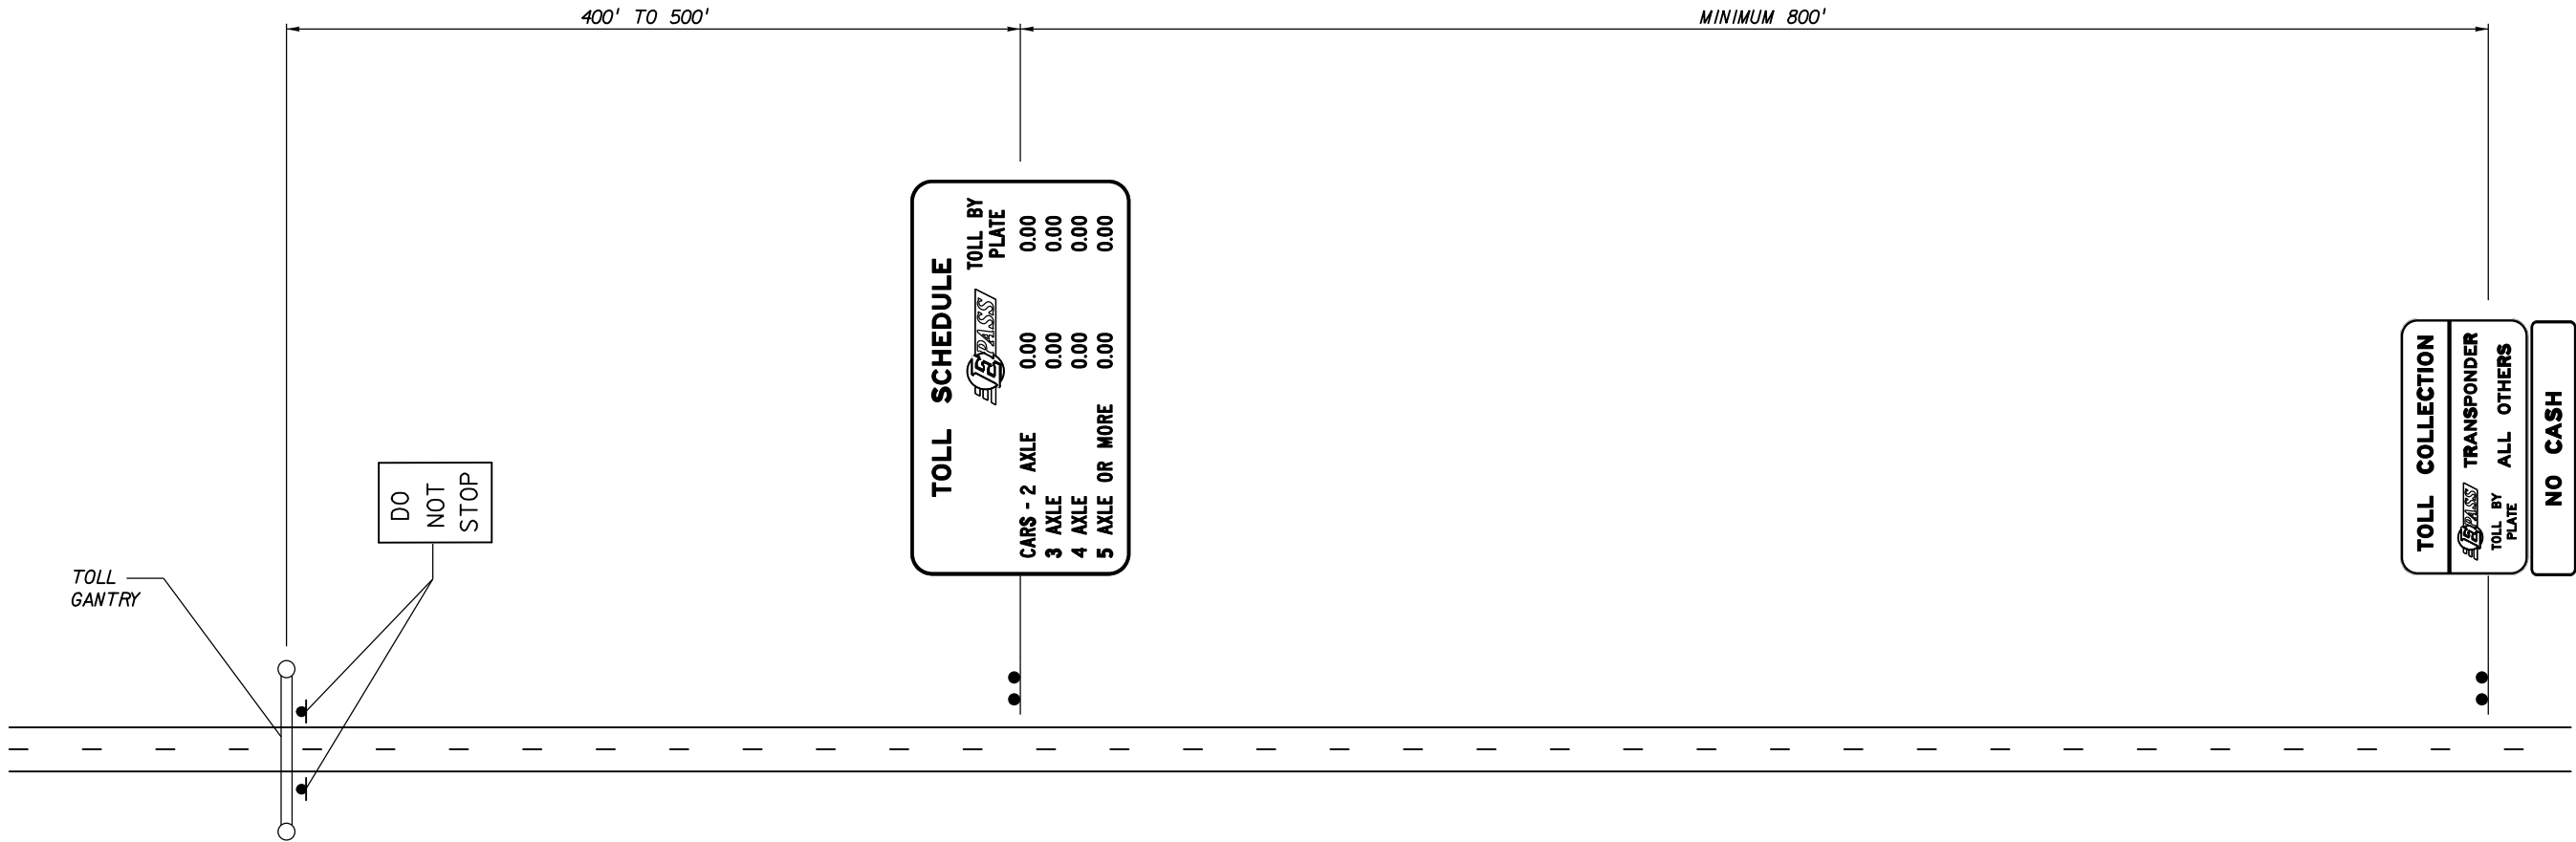 400' TO 500'
MINIMUM 800'
TOLL SCHEDULE
E PASS
TOLL BY
PLATE
CARS - 2 AXLE 0.00 0.00
3 AXLE 0.00 0.00
4 AXLE 0.00 0.00
5 AXLE OR MORE 0.00 0.00
TOLL COLLECTION
E PASS TRANSPONDER
TOLL BY
PLATE
ALL OTHERS
NO CASH
DO
NOT
STOP
TOLL
GANTRY